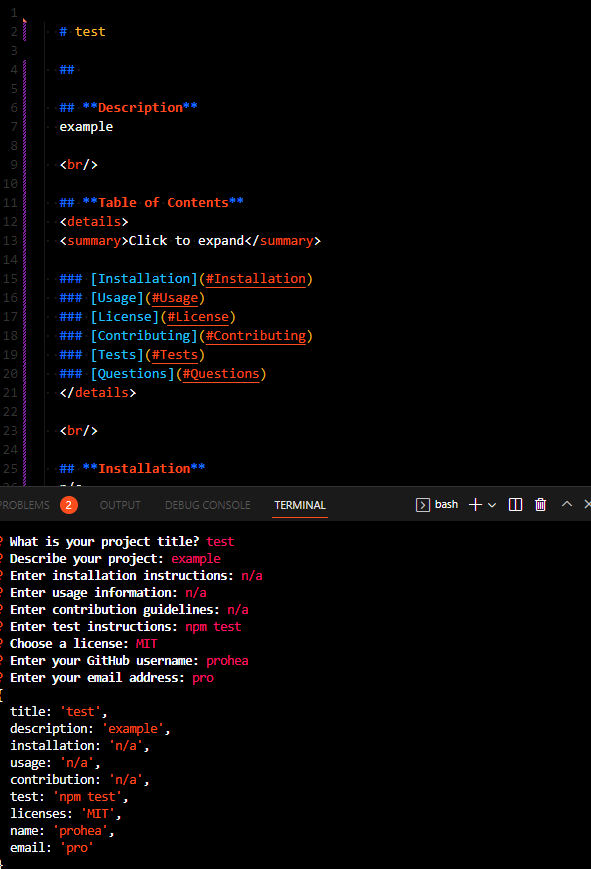 1
2 # test
3
4 ##
5
6 ## **Description**
7 example
8
9 <br/>
10
11 ## **Table of Contents**
12 <details>
13 <summary>Click to expand</summary>
14
15 ### [Installation](#Installation)
16 ### [Usage](#Usage)
17 ### [License](#License)
18 ### [Contributing](#Contributing)
19 ### [Tests](#Tests)
20 ### [Questions](#Questions)
21 </details>
22
23 <br/>
24
25 ## **Installation**
26 n/a
PROBLEMS 2 OUTPUT DEBUG CONSOLE TERMINAL bash
? What is your project title? test
? Describe your project: example
? Enter installation instructions: n/a
? Enter usage information: n/a
? Enter contribution guidelines: n/a
? Enter test instructions: npm test
? Choose a license: MIT
? Enter your GitHub username: prohea
? Enter your email address: pro
{
title: 'test',
description: 'example',
installation: 'n/a',
usage: 'n/a',
contribution: 'n/a',
test: 'npm test',
licenses: 'MIT',
name: 'prohea',
email: 'pro'
}